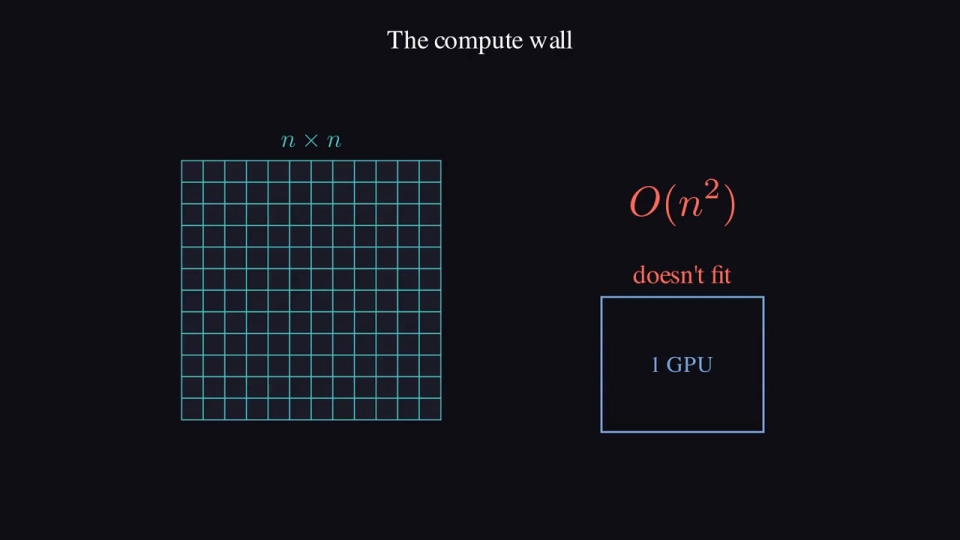 The compute wall
n × n
O(n²)
doesn't fit
1 GPU